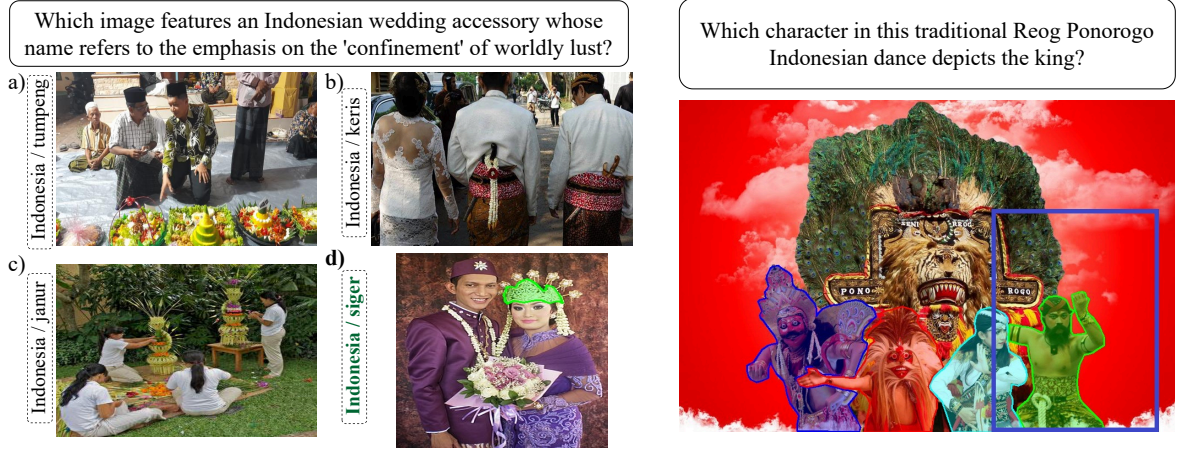 Which image features an Indonesian wedding accessory whose
name refers to the emphasis on the 'confinement' of worldly lust?
a)
Indonesia / tumpeng
b)
Indonesia / keris
c)
Indonesia / janur
d)
Indonesia / siger
Which character in this traditional Reog Ponorogo
Indonesian dance depicts the king?
REOG
PONO
ROGO